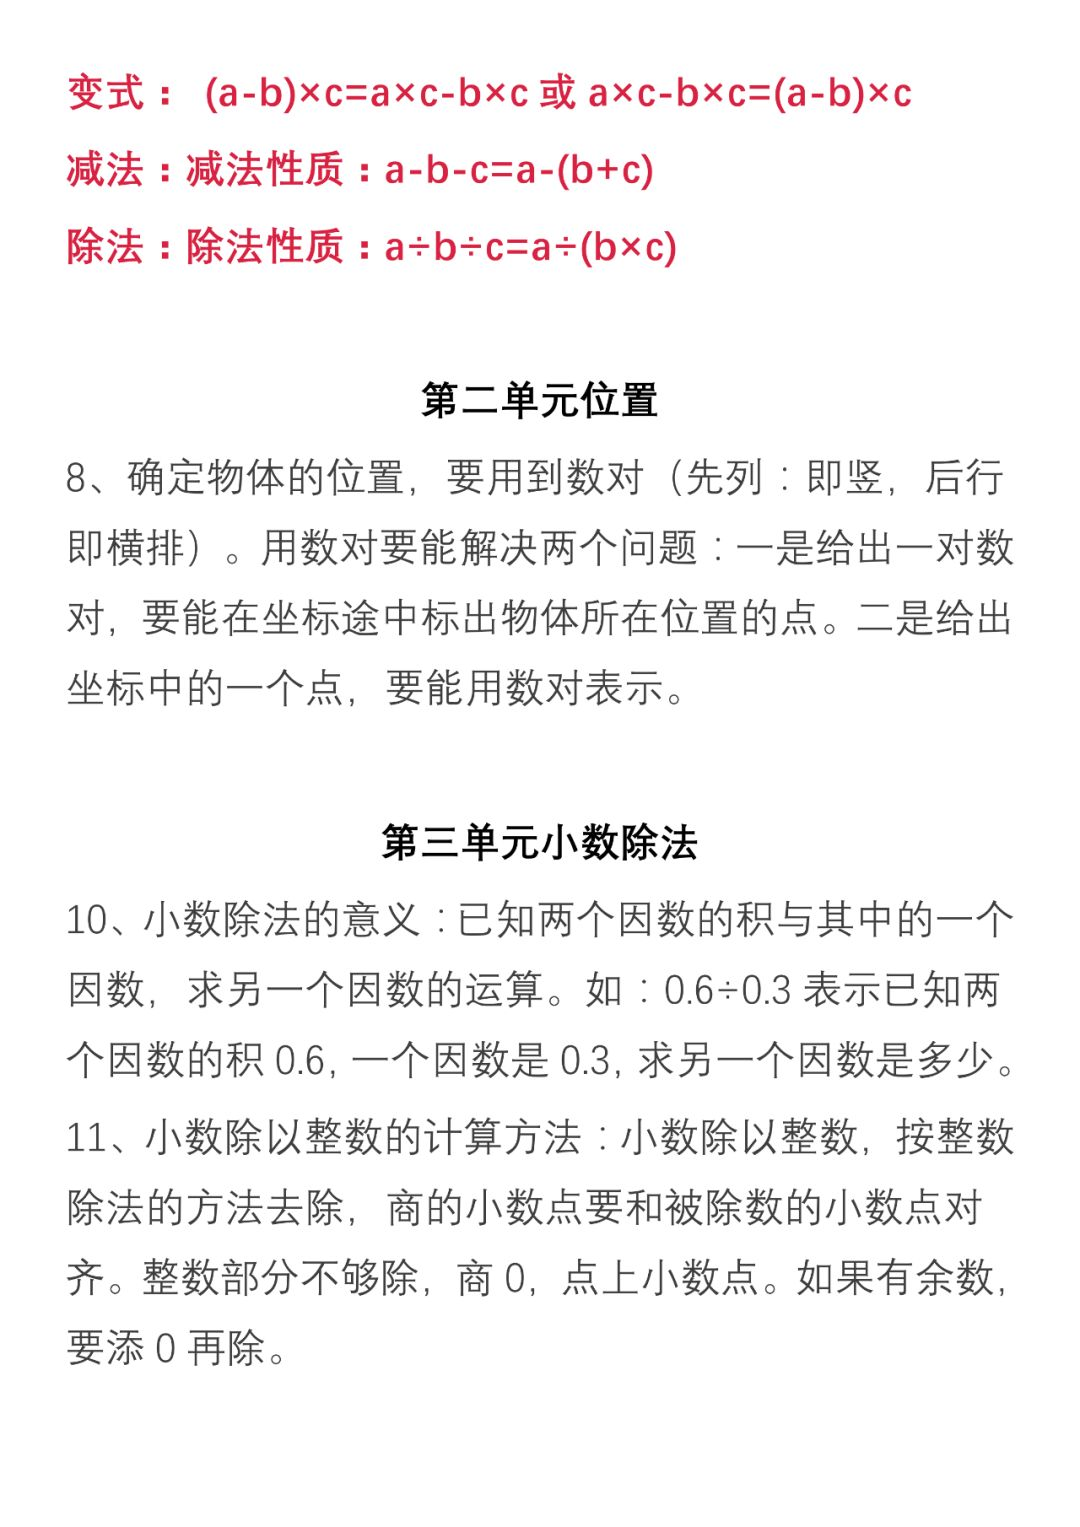 变式： (a-b)×c=a×c-b×c 或 a×c-b×c=(a-b)×c
减法：减法性质：a-b-c=a-(b+c)
除法：除法性质：a÷b÷c=a÷(b×c)
第二单元位置
8、确定物体的位置，要用到数对（先列：即竖，后行
即横排）。用数对要能解决两个问题：一是给出一对数
对，要能在坐标途中标出物体所在位置的点。二是给出
坐标中的一个点，要能用数对表示。
第三单元小数除法
10、小数除法的意义：已知两个因数的积与其中的一个
因数，求另一个因数的运算。如：0.6÷0.3 表示已知两
个因数的积 0.6, 一个因数是 0.3, 求另一个因数是多少。
11、小数除以整数的计算方法：小数除以整数，按整数
除法的方法去除，商的小数点要和被除数的小数点对
齐。整数部分不够除，商 0，点上小数点。如果有余数，
要添 0 再除。